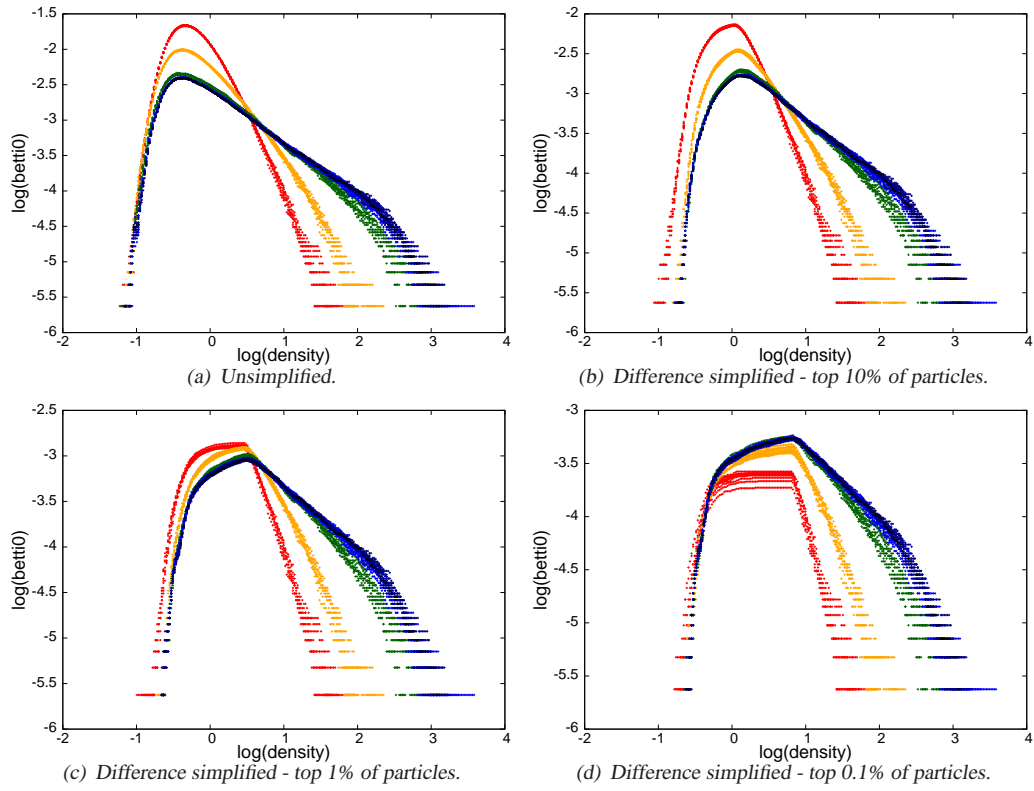 -1.5
-2
-2.5
-3
-3.5
-4
-4.5
-5
-5.5
-6
log(betti0)
-2 -1 0 1 2 3 4
log(density)
(a) Unsimplified.
-2
-2.5
-3
-3.5
-4
-4.5
-5
-5.5
-6
log(betti0)
-2 -1 0 1 2 3 4
log(density)
(b) Difference simplified - top 10% of particles.
-2.5
-3
-3.5
-4
-4.5
-5
-5.5
-6
log(betti0)
-2 -1 0 1 2 3 4
log(density)
(c) Difference simplified - top 1% of particles.
-3
-3.5
-4
-4.5
-5
-5.5
-6
log(betti0)
-2 -1 0 1 2 3 4
log(density)
(d) Difference simplified - top 0.1% of particles.